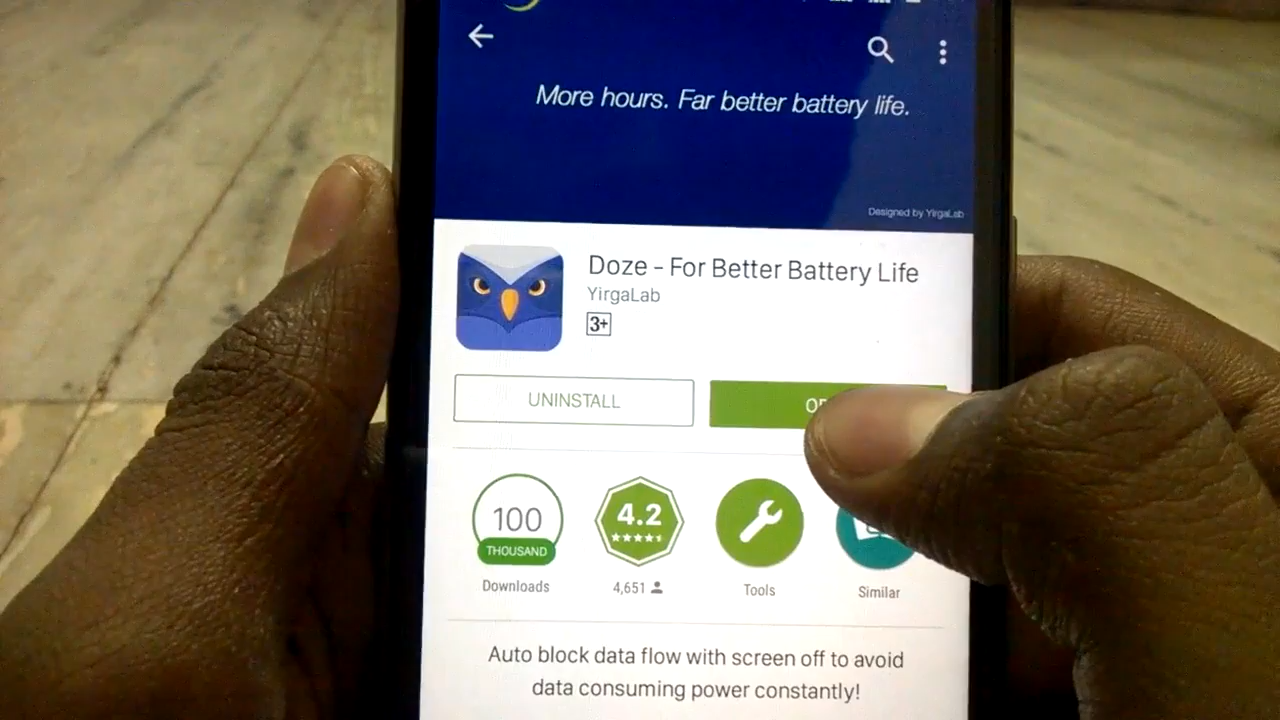 More hours. Far better battery life.
Designed by YirgaLab
Doze - For Better Battery Life
YirgaLab
3+
UNINSTALL
100
THOUSAND
Downloads
4.2
4,651
Tools
Similar
Auto block data flow with screen off to avoid
data consuming power constantly!